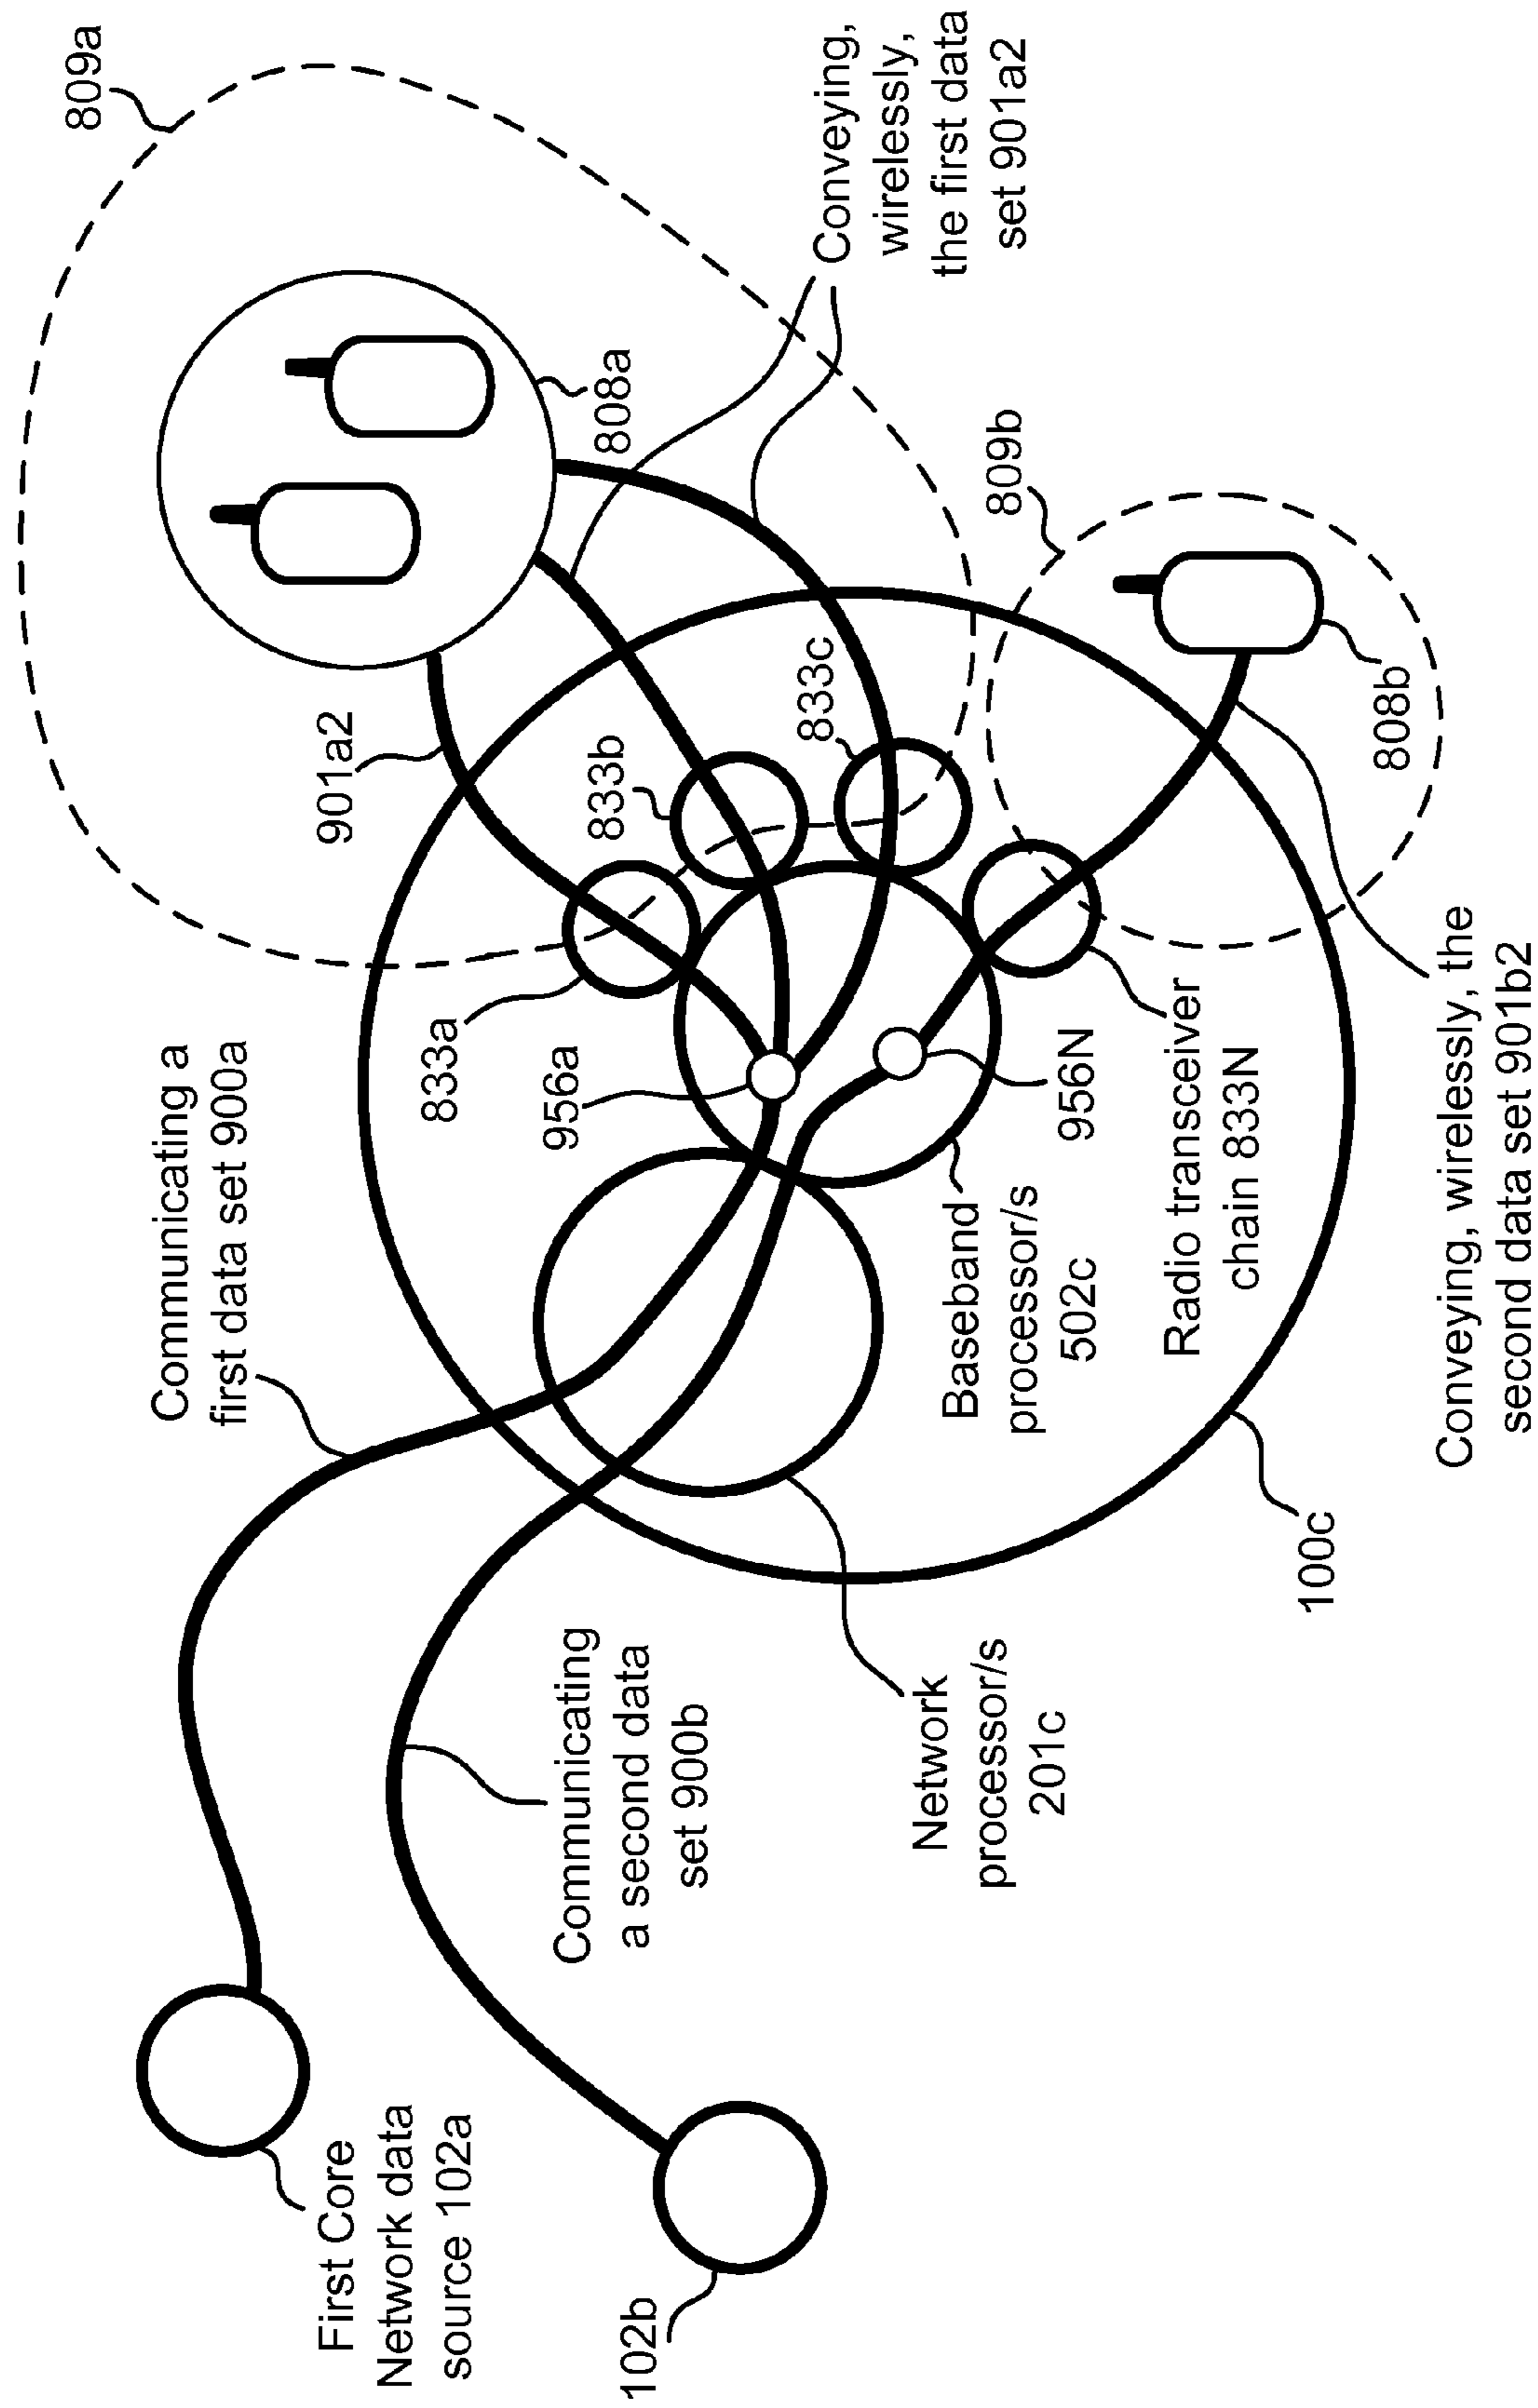 809a
Conveying,
wirelessly,
the first data
set 901a2
808a
809b
901a2
833b
833c
808b
Communicating a
first data set 900a
833a
956a
956N
Baseband
processor/s
502c
Radio transceiver
chain 833N
Conveying, wirelessly, the
second data set 901b2
100c
Communicating
a second data
set 900b
Network
processor/s
201c
First Core
Network data
source 102a
102b